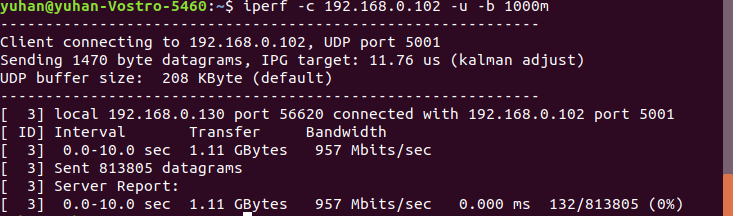 yuhan@yuhan-Vostro-5460:~$ iperf -c 192.168.0.102 -u -b 1000m
------------------------------------------------------------
Client connecting to 192.168.0.102, UDP port 5001
Sending 1470 byte datagrams, IPG target: 11.76 us (kalman adjust)
UDP buffer size:  208 KByte (default)
------------------------------------------------------------
[  3] local 192.168.0.130 port 56620 connected with 192.168.0.102 port 5001
[ ID] Interval       Transfer     Bandwidth
[  3]  0.0-10.0 sec  1.11 GBytes   957 Mbits/sec
[  3] Sent 813805 datagrams
[  3] Server Report:
[  3]  0.0-10.0 sec  1.11 GBytes   957 Mbits/sec   0.000 ms  132/813805 (0%)